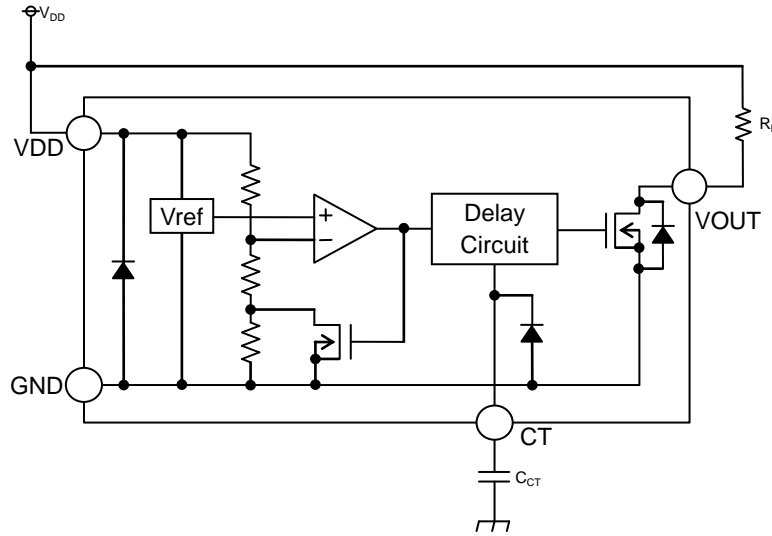 VDD
VDD
Vref
+
−
Delay
Circuit
VOUT
GND
CT
CCT